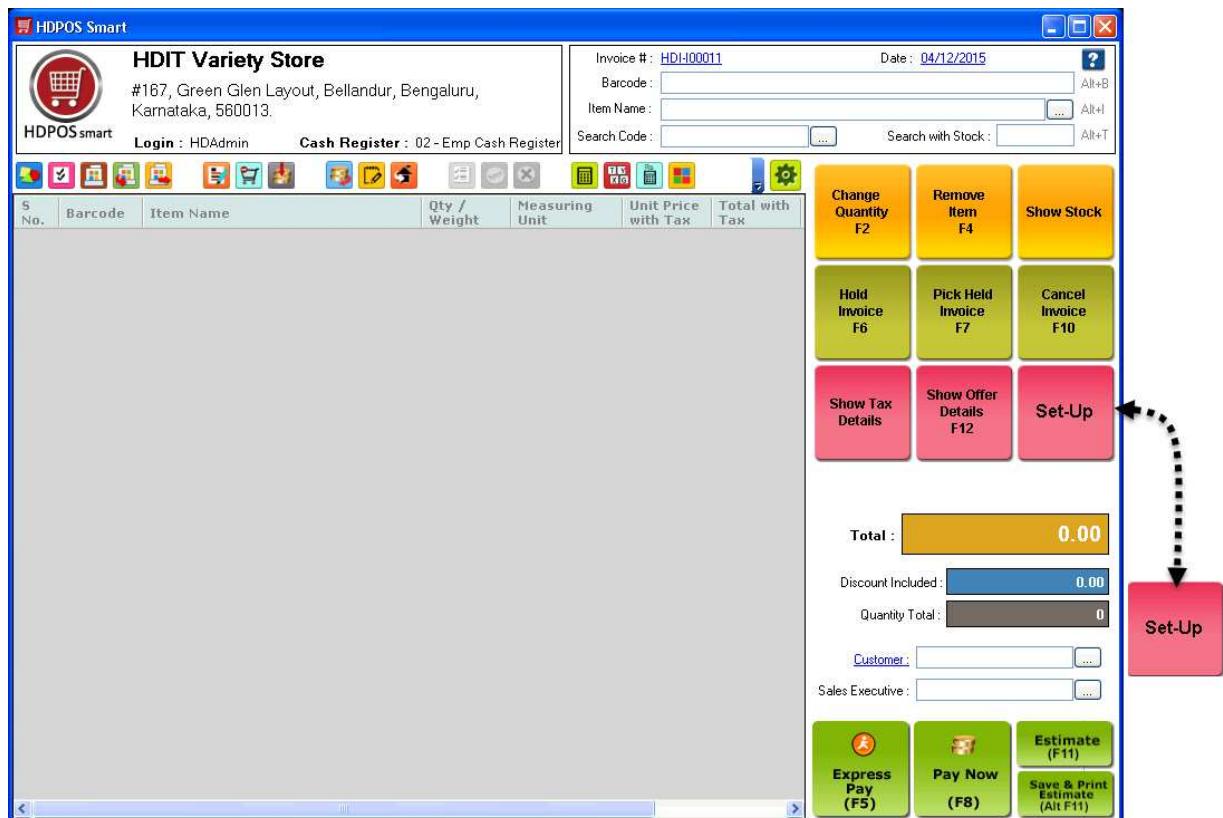 HDPOS Smart
HDIT Variety Store
#167, Green Glen Layout, Bellandur, Bengaluru,
Karnataka, 560013.
HDPOS smart
Login : HDAdmin Cash Register : 02 - Emp Cash Register
Invoice # : HDI-I00011 Date : 04/12/2015 ?
Barcode : Alt+B
Item Name : ... Alt+I
Search Code : ... Search with Stock : Alt+T
S No. Barcode Item Name Qty / Weight Measuring Unit Unit Price with Tax Total with Tax
Change
Quantity
F2
Remove
Item
F4
Show Stock
Hold
Invoice
F6
Pick Held
Invoice
F7
Cancel
Invoice
F10
Show Tax
Details
Show Offer
Details
F12
Set-Up
Total : 0.00
Discount Included : 0.00
Quantity Total : 0
Set-Up
Customer : ...
Sales Executive : ...
Express
Pay
(F5)
Pay Now
(F8)
Estimate
(F11)
Save & Print
Estimate
(Alt F11)